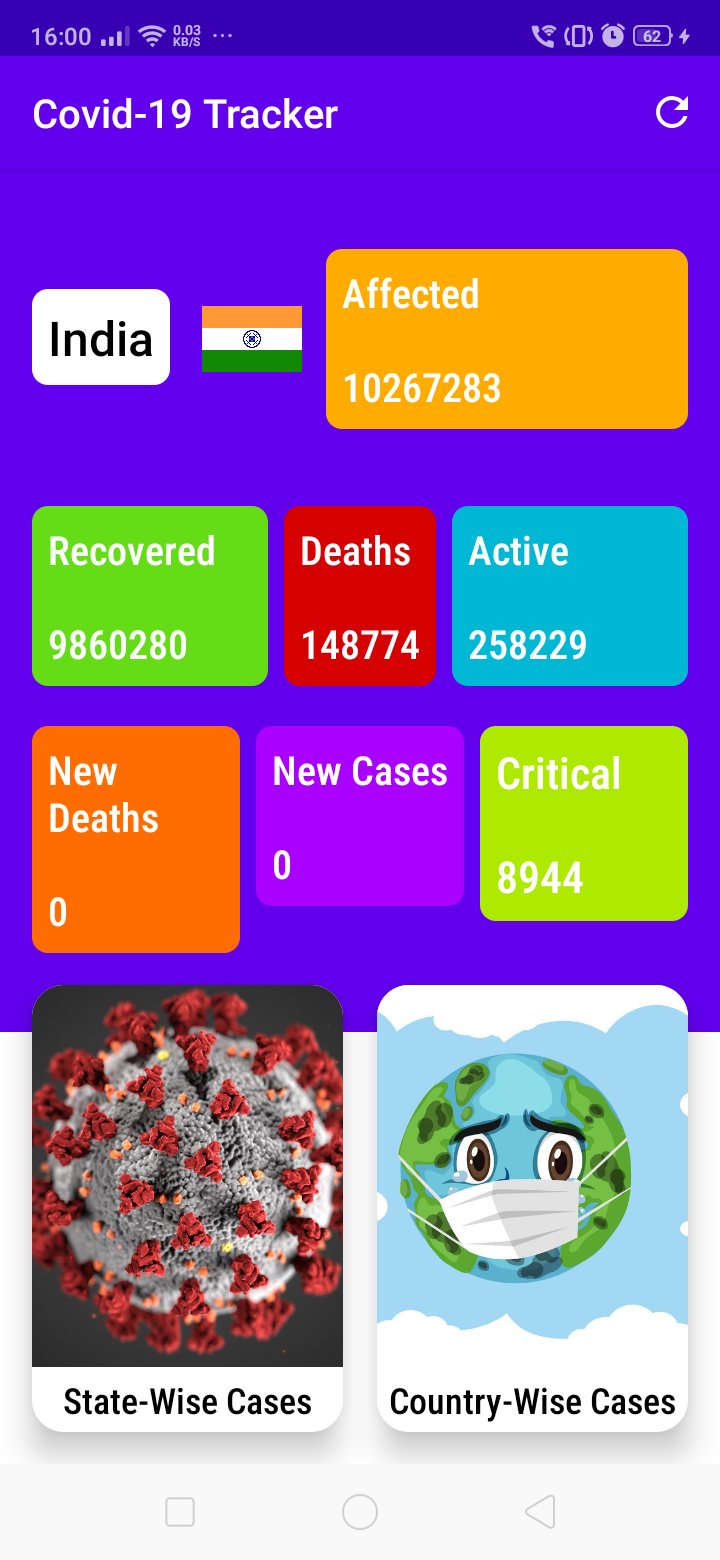 16:00
0.03
KB/S
62
Covid-19 Tracker
India
Affected
10267283
Recovered
9860280
Deaths
148774
Active
258229
New
Deaths
0
New Cases
0
Critical
8944
State-Wise Cases
Country-Wise Cases